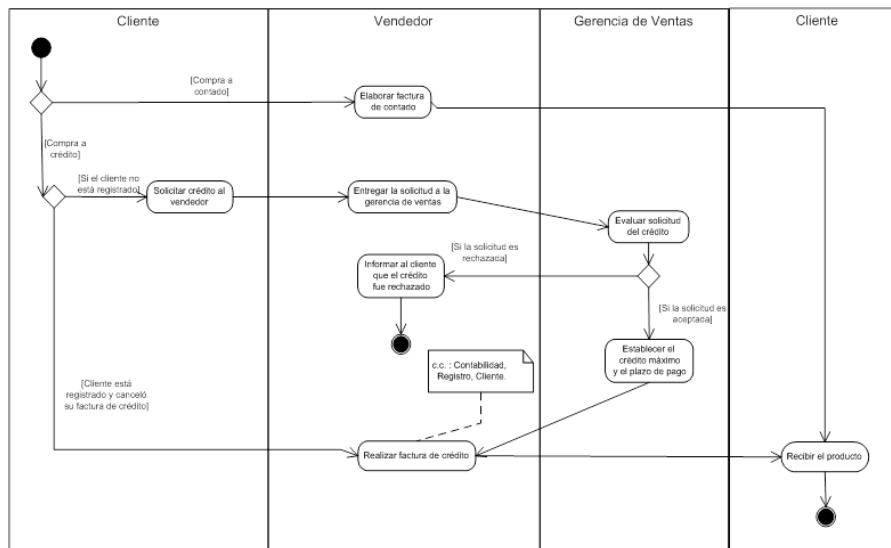 Cliente
Vendedor
Gerencia de Ventas
Cliente
[Compra a
contado]
Elaborar factura
de contado
[Compra a
crédito]
[Si el cliente no
está registrado]
Solicitar crédito al
vendedor
Entregar la solicitud a la
gerencia de ventas
Evaluar solicitud
del crédito
[Si la solicitud es
rechazada]
Informar al cliente
que el crédito
fue rechazado
[Si la solicitud es
aceptada]
Establecer el
crédito máximo
y el plazo de pago
c.c. : Contabilidad,
Registro, Cliente.
[Cliente está
registrado y canceló
su factura de crédito]
Realizar factura de crédito
Recibir el producto